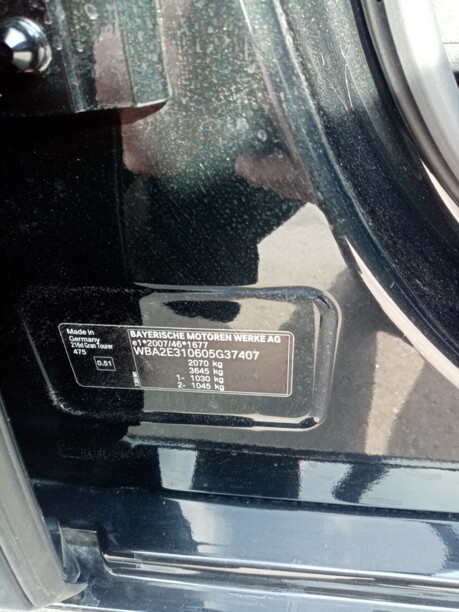 Made in
Germany
216d Gran Tourer
475
0.51
BAYERISCHE MOTOREN WERKE AG
e1*2007/46*1677
WBA2E310605G37407
2070 kg
3645 kg
1- 1030 kg
2- 1045 kg